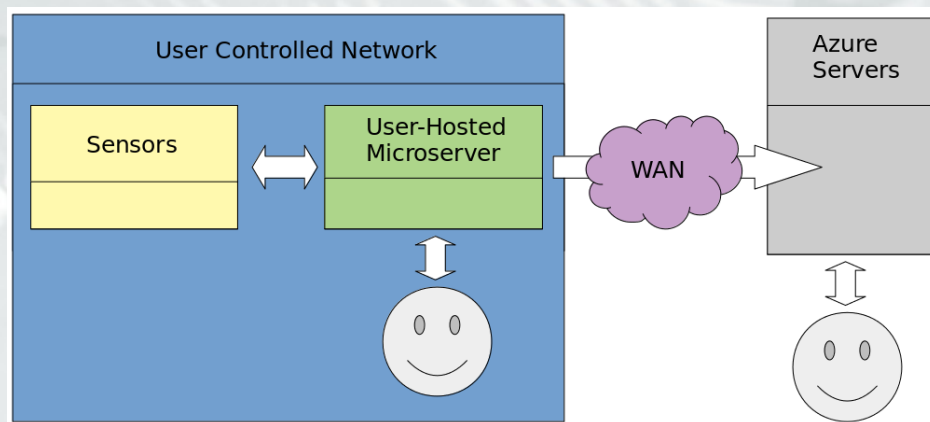 User Controlled Network
Azure
Servers
Sensors
User-Hosted
Microserver
WAN